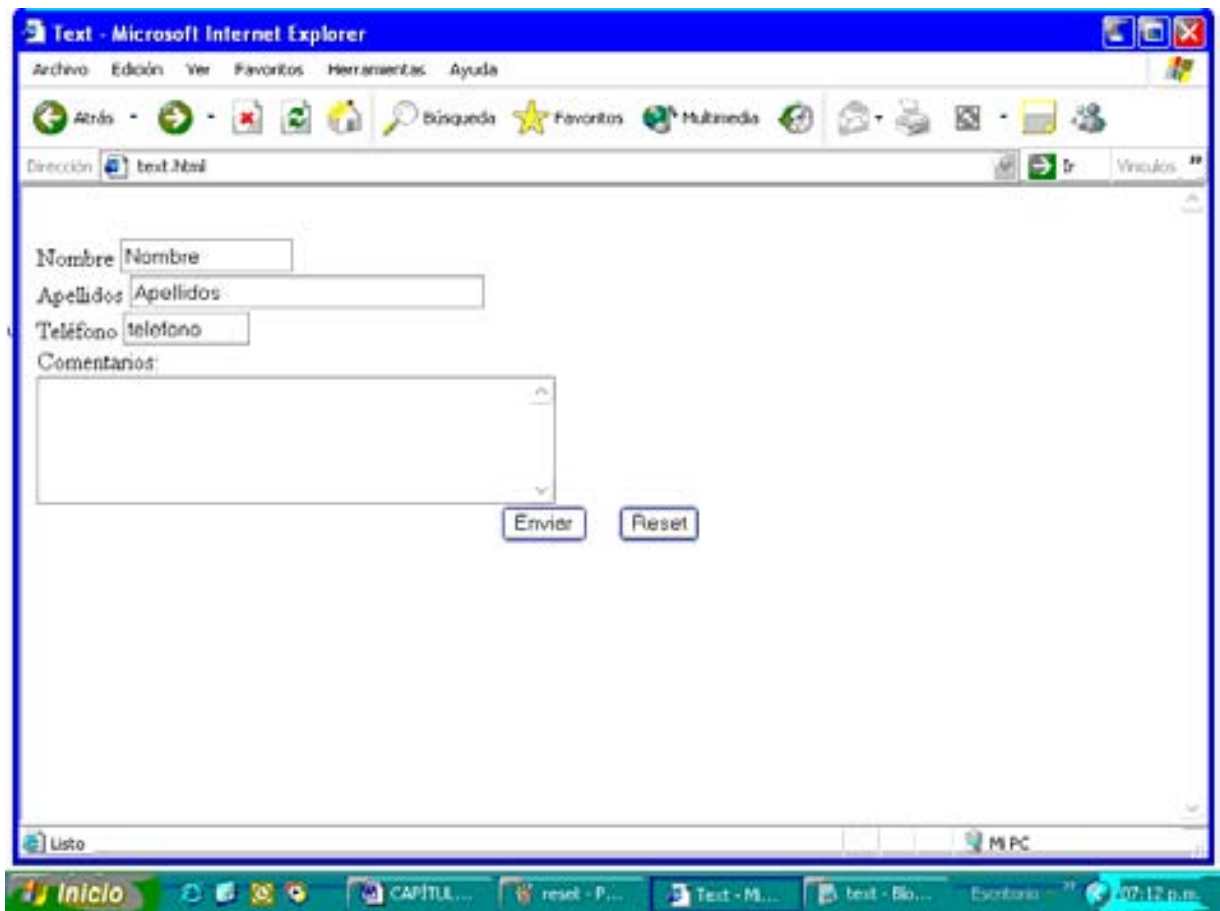 Text - Microsoft Internet Explorer
Archivo Edición Ver Favoritos Herramientas Ayuda
Atrás Búsqueda Favoritos Multimedia
Dirección text.html Ir Vínculos »
Nombre Nombre
Apellidos Apellidos
Teléfono telefono
Comentarios:
Enviar Reset
Listo Mi PC
Inicio CAPÍTUL... reset - P... Text - Mi... text - Blo... Escritorio » 07:12 p.m.